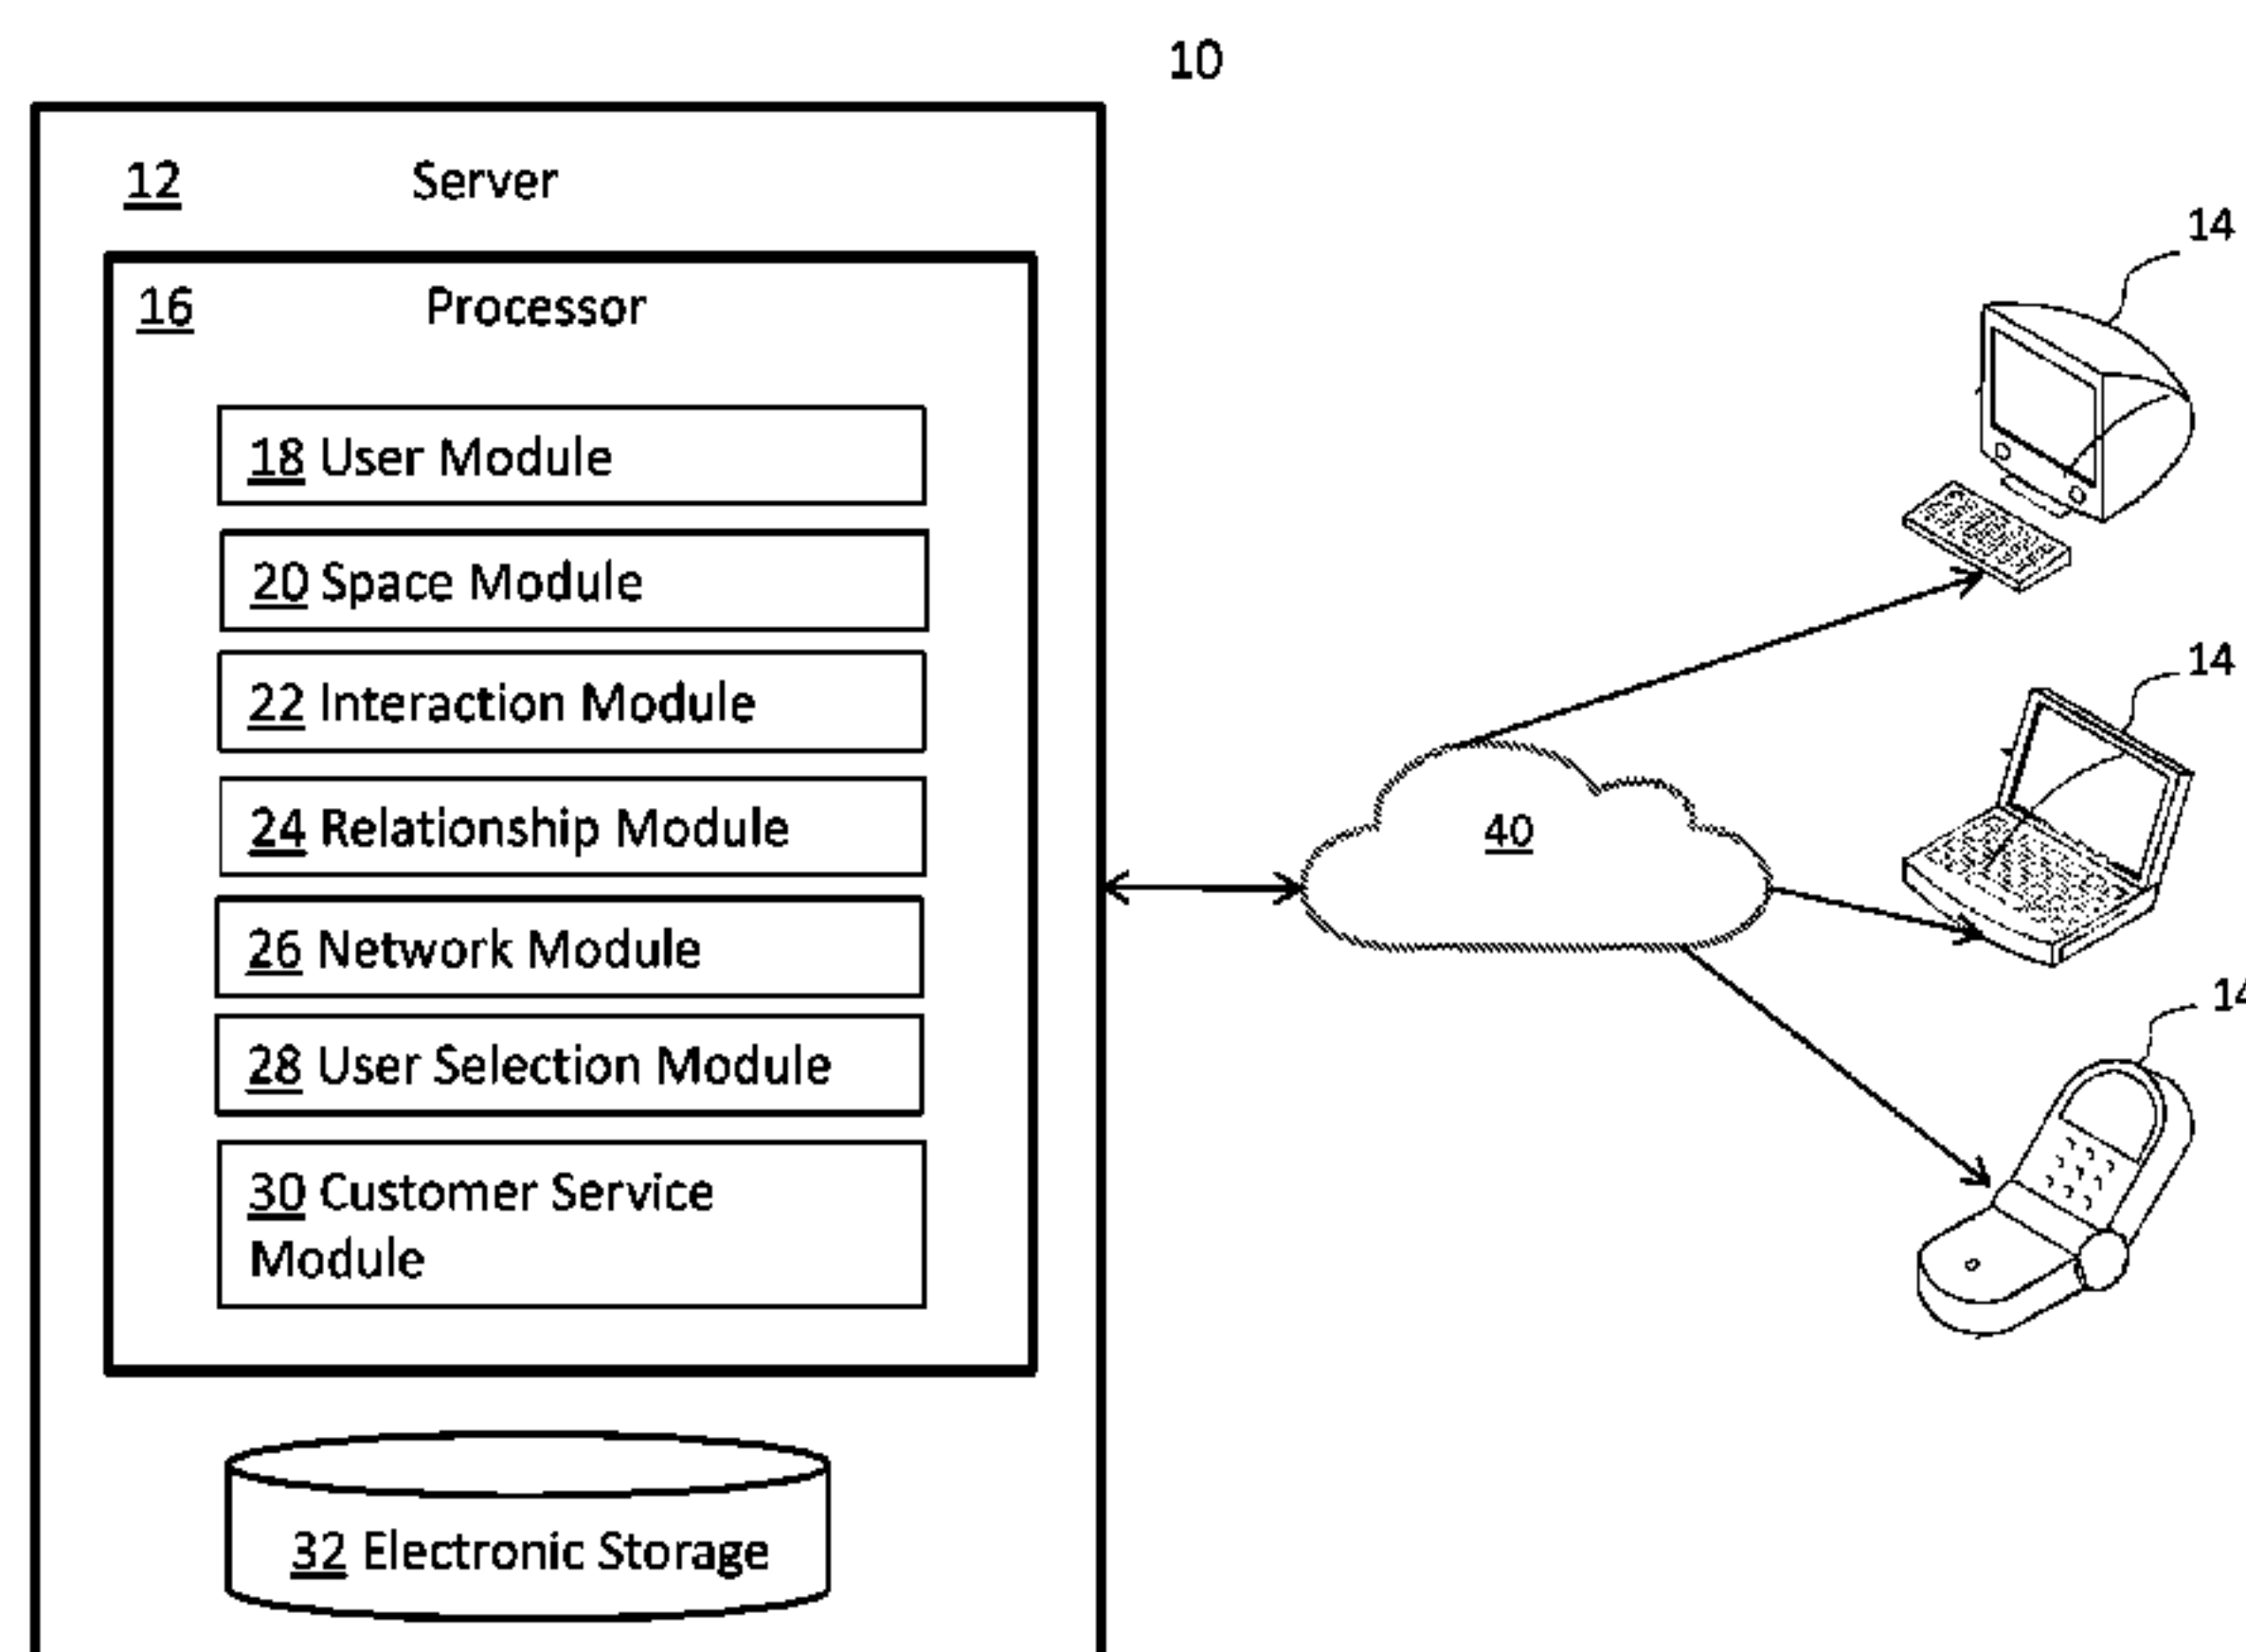 10
12 Server
16 Processor
18 User Module
20 Space Module
22 Interaction Module
24 Relationship Module
26 Network Module
28 User Selection Module
30 Customer Service
Module
32 Electronic Storage
40
14
14
14